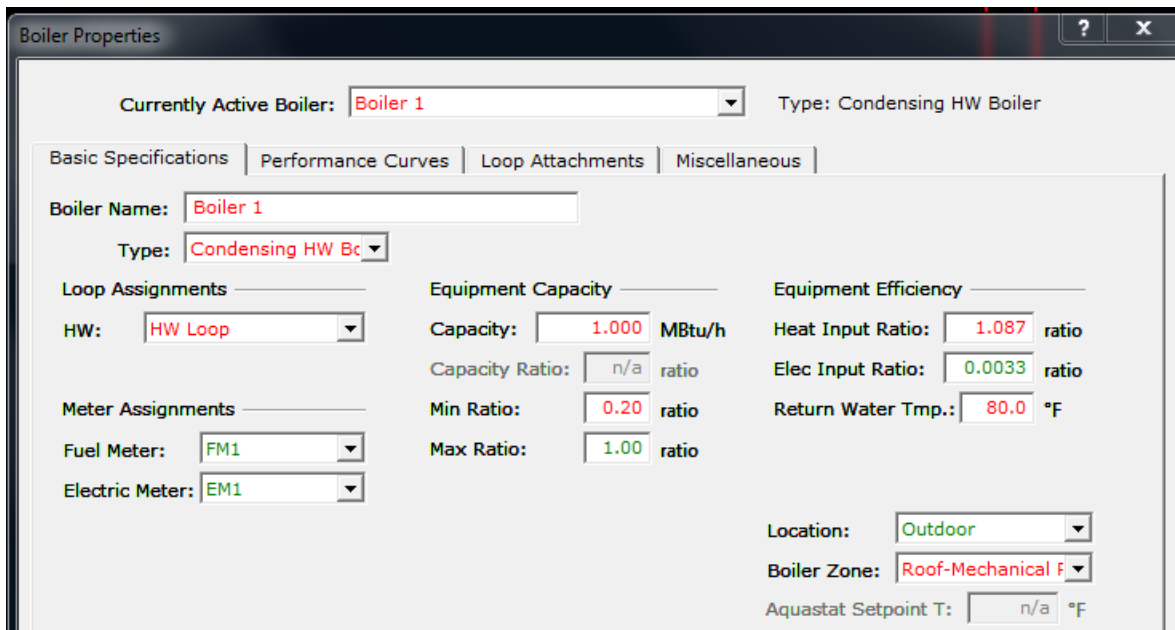 Boiler Properties ? X
Currently Active Boiler: Boiler 1 Type: Condensing HW Boiler
Basic Specifications Performance Curves Loop Attachments Miscellaneous
Boiler Name: Boiler 1
Type: Condensing HW Bo
Loop Assignments Equipment Capacity Equipment Efficiency
HW: HW Loop Capacity: 1.000 MBtu/h Heat Input Ratio: 1.087 ratio
Capacity Ratio: n/a ratio Elec Input Ratio: 0.0033 ratio
Meter Assignments Min Ratio: 0.20 ratio Return Water Tmp.: 80.0 °F
Fuel Meter: FM1 Max Ratio: 1.00 ratio
Electric Meter: EM1
Location: Outdoor
Boiler Zone: Roof-Mechanical
Aquastat Setpoint T: n/a °F